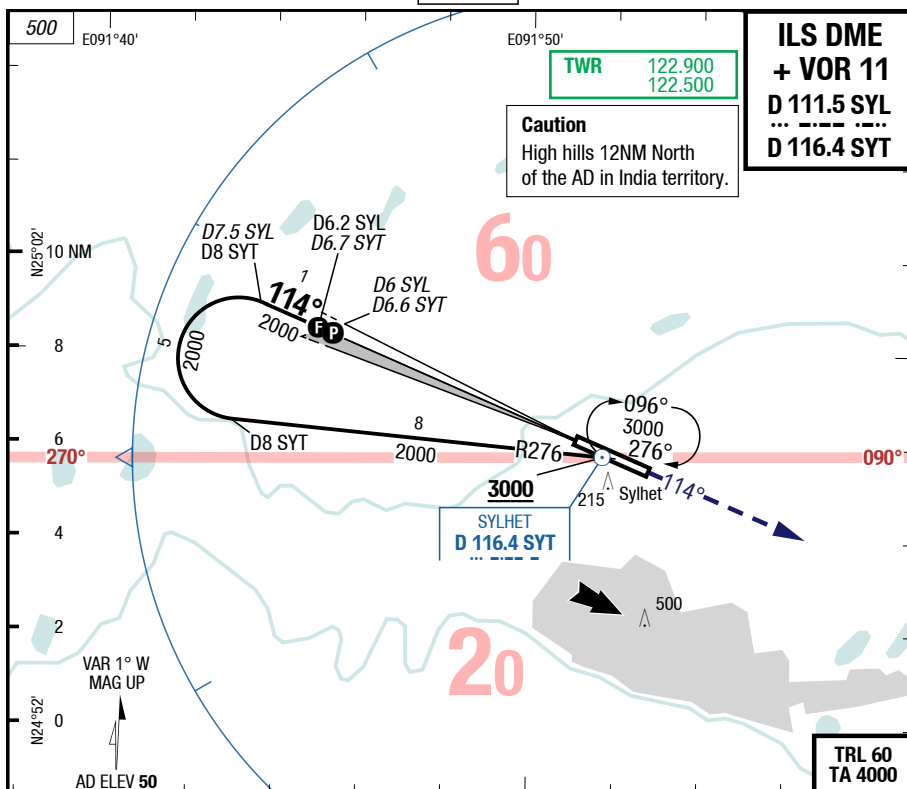 500
E091°40'
E091°50'
ILS DME
+ VOR 11
D 111.5 SYL
D 116.4 SYT
TWR 122.900
122.500
Caution
High hills 12NM North
of the AD in India territory.
60
N25°02'
10 NM
D7.5 SYL
D8 SYT
D6.2 SYL
D6.7 SYT
D6 SYL
D6.6 SYT
1
114°
2000
F P
8
5
2000
096°
3000
276°
D8 SYT
8
2000
R276
6
270°
090°
3000
215
Sylhet
114°
SYLHET
D 116.4 SYT
4
500
2
20
VAR 1° W
MAG UP
N24°52'
0
AD ELEV 50
TRL 60
TA 4000